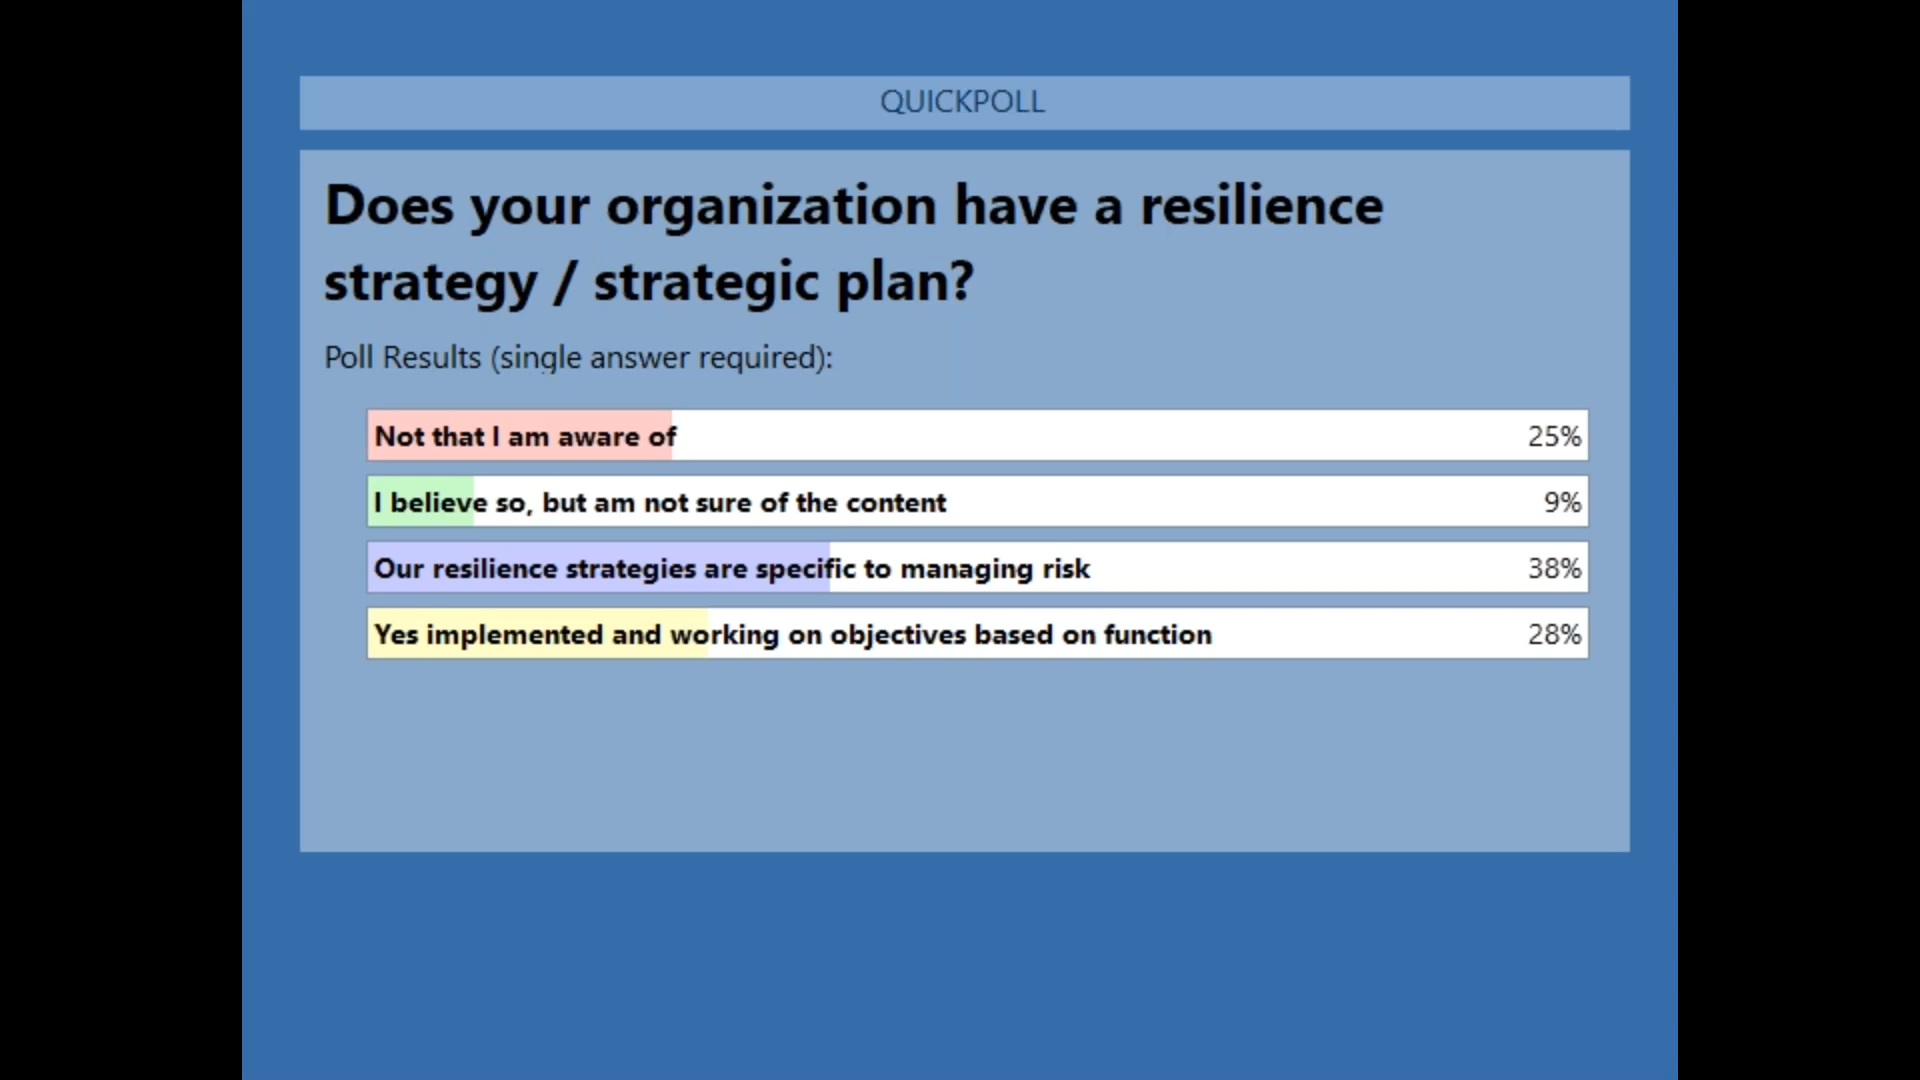 QUICKPOLL
Does your organization have a resilience
strategy / strategic plan?
Poll Results (single answer required):
Not that I am aware of 25%
I believe so, but am not sure of the content 9%
Our resilience strategies are specific to managing risk 38%
Yes implemented and working on objectives based on function 28%